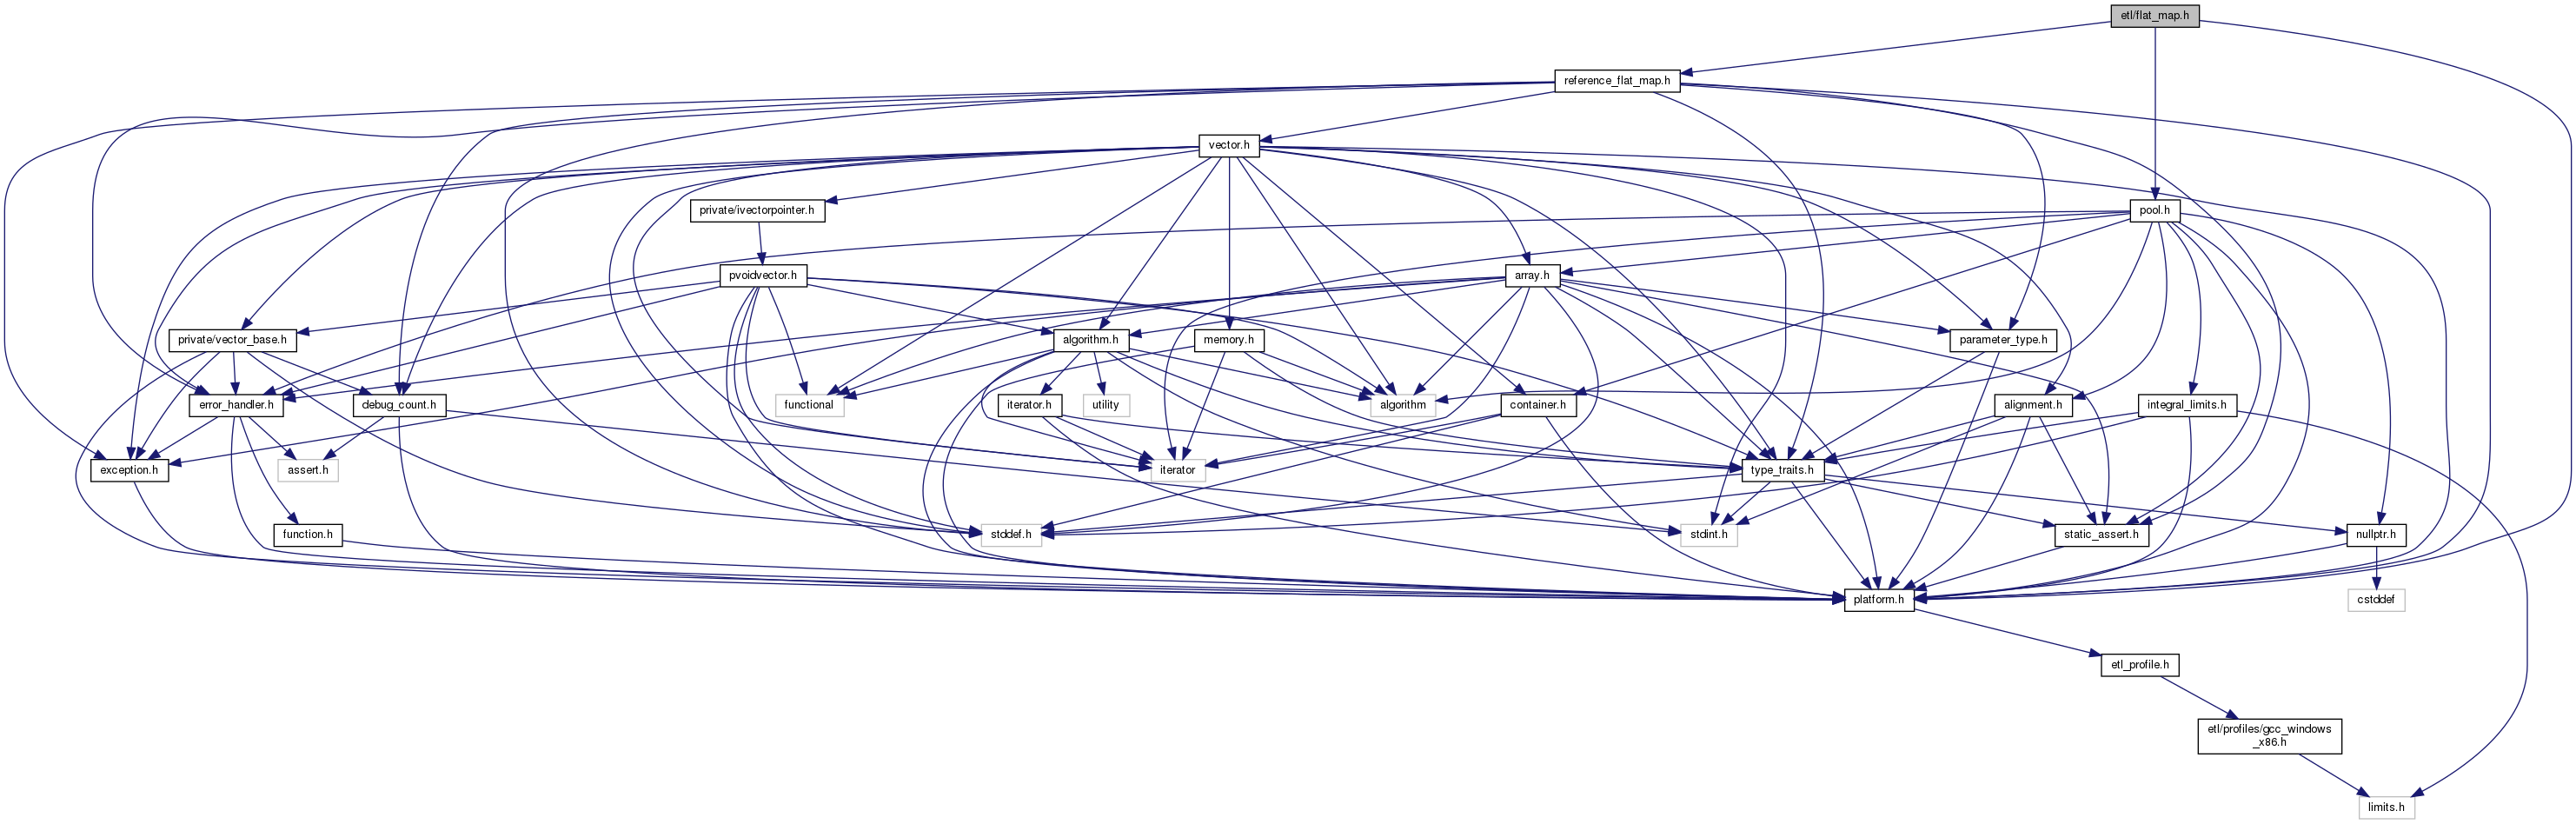 etl/flat_map.h
reference_flat_map.h
vector.h
private/ivectorpointer.h
pool.h
pvoidvector.h
array.h
private/vector_base.h
algorithm.h
memory.h
parameter_type.h
error_handler.h
debug_count.h
functional
iterator.h
utility
algorithm
container.h
alignment.h
integral_limits.h
exception.h
assert.h
iterator
type_traits.h
function.h
stddef.h
stdint.h
static_assert.h
nullptr.h
platform.h
cstddef
etl_profile.h
etl/profiles/gcc_windows
_x86.h
limits.h